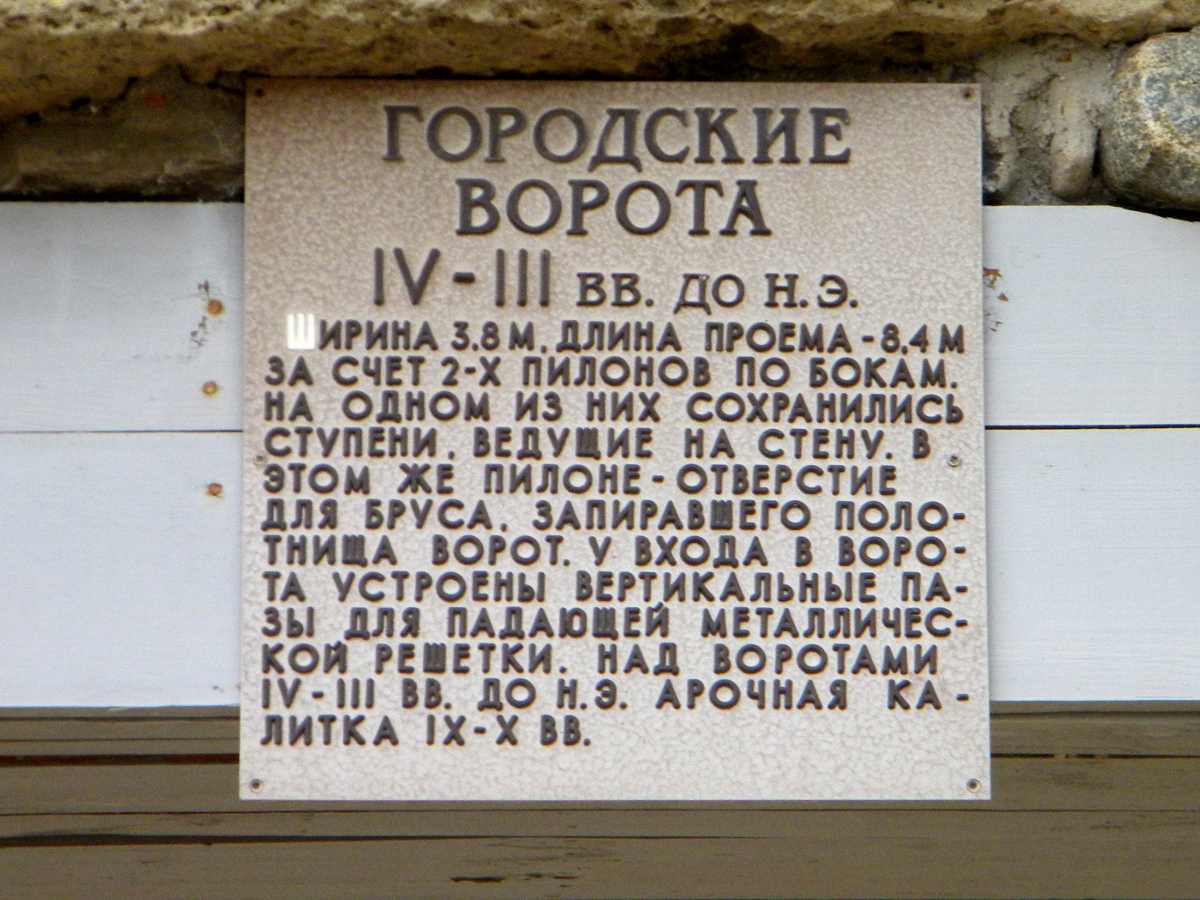 ГОРОДСКИЕ
ВОРОТА
IV-III ВВ. ДО Н.Э.
ШИРИНА 3,8 М, ДЛИНА ПРОЕМА - 8,4 М
ЗА СЧЕТ 2-Х ПИЛОНОВ ПО БОКАМ.
НА ОДНОМ ИЗ НИХ СОХРАНИЛИСЬ
СТУПЕНИ, ВЕДУЩИЕ НА СТЕНУ. В
ЭТОМ ЖЕ ПИЛОНЕ - ОТВЕРСТИЕ
ДЛЯ БРУСА, ЗАПИРАВШЕГО ПОЛО-
ТНИЩА ВОРОТ. У ВХОДА В ВОРО-
ТА УСТРОЕНЫ ВЕРТИКАЛЬНЫЕ ПА-
ЗЫ ДЛЯ ПАДАЮЩЕЙ МЕТАЛЛИЧЕС-
КОЙ РЕШЕТКИ. НАД ВОРОТАМИ
IV-III ВВ. ДО Н.Э. АРОЧНАЯ КА-
ЛИТКА IX-X ВВ.